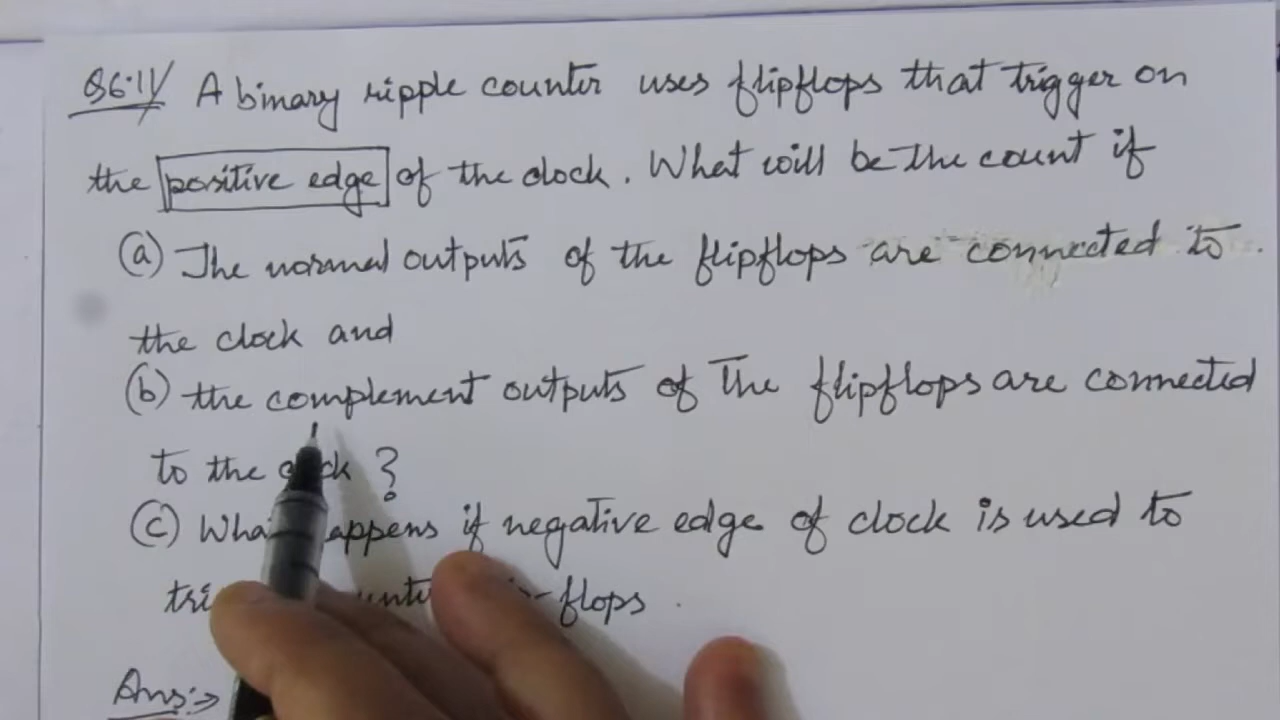 Q6.11/ A binary ripple counter uses flipflops that trigger on
the positive edge of the clock. What will be the count if
(a) The normal outputs of the flipflops are connected to
the clock and
(b) the complement outputs of The flipflops are connected
to the ?
(c) if negative edge of clock is used to
flops.
Ans:→